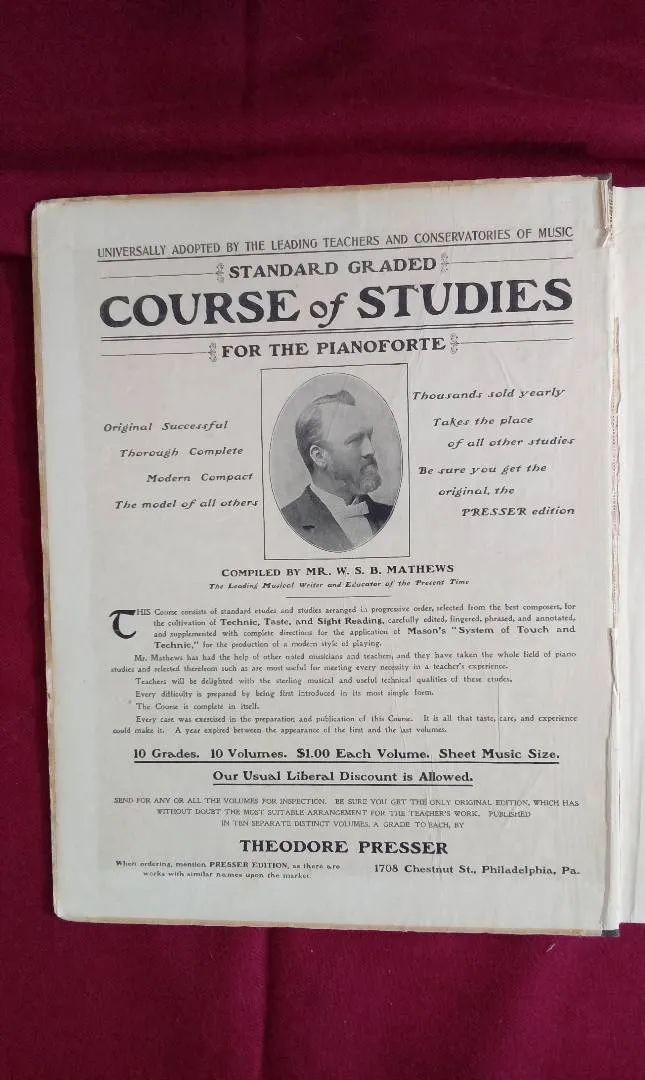 UNIVERSALLY ADOPTED BY THE LEADING TEACHERS AND CONSERVATORIES OF MUSIC
STANDARD GRADED
COURSE of STUDIES
FOR THE PIANOFORTE
Original Successful
Thorough Complete
Modern Compact
The model of all others
Thousands sold yearly
Takes the place
of all other studies
Be sure you get the
original, the
PRESSER edition
COMPILED BY MR. W. S. B. MATHEWS
The Leading Musical Writer and Educator of the Present Time
THIS Course consists of standard etudes and studies arranged in progressive order, selected from the best composers, for
the cultivation of Technic, Taste, and Sight Reading, carefully edited, fingered, phrased, and annotated,
and supplemented with complete directions for the application of Mason's "System of Touch and
Technic," for the production of a modern style of playing.
Mr. Mathews has had the help of other noted musicians and teachers, and they have taken the whole field of piano
studies and selected therefrom such as are most useful for meeting every necessity in a teacher's experience.
Teachers will be delighted with the sterling musical and useful technical qualities of these etudes.
Every difficulty is prepared by being first introduced in its most simple form.
The Course is complete in itself.
Every care was exercised in the preparation and publication of this Course. It is all that taste, care, and experience
could make it. A year expired between the appearance of the first and the last volumes.
10 Grades. 10 Volumes. $1.00 Each Volume. Sheet Music Size.
Our Usual Liberal Discount is Allowed.
SEND FOR ANY OR ALL THE VOLUMES FOR INSPECTION. BE SURE YOU GET THE ONLY ORIGINAL EDITION, WHICH HAS
WITHOUT DOUBT THE MOST SUITABLE ARRANGEMENT FOR THE TEACHER'S WORK. PUBLISHED
IN TEN SEPARATE DISTINCT VOLUMES, A GRADE TO EACH, BY
THEODORE PRESSER
When ordering, mention PRESSER EDITION, as there are
works with similar names upon the market.
1708 Chestnut St., Philadelphia, Pa.